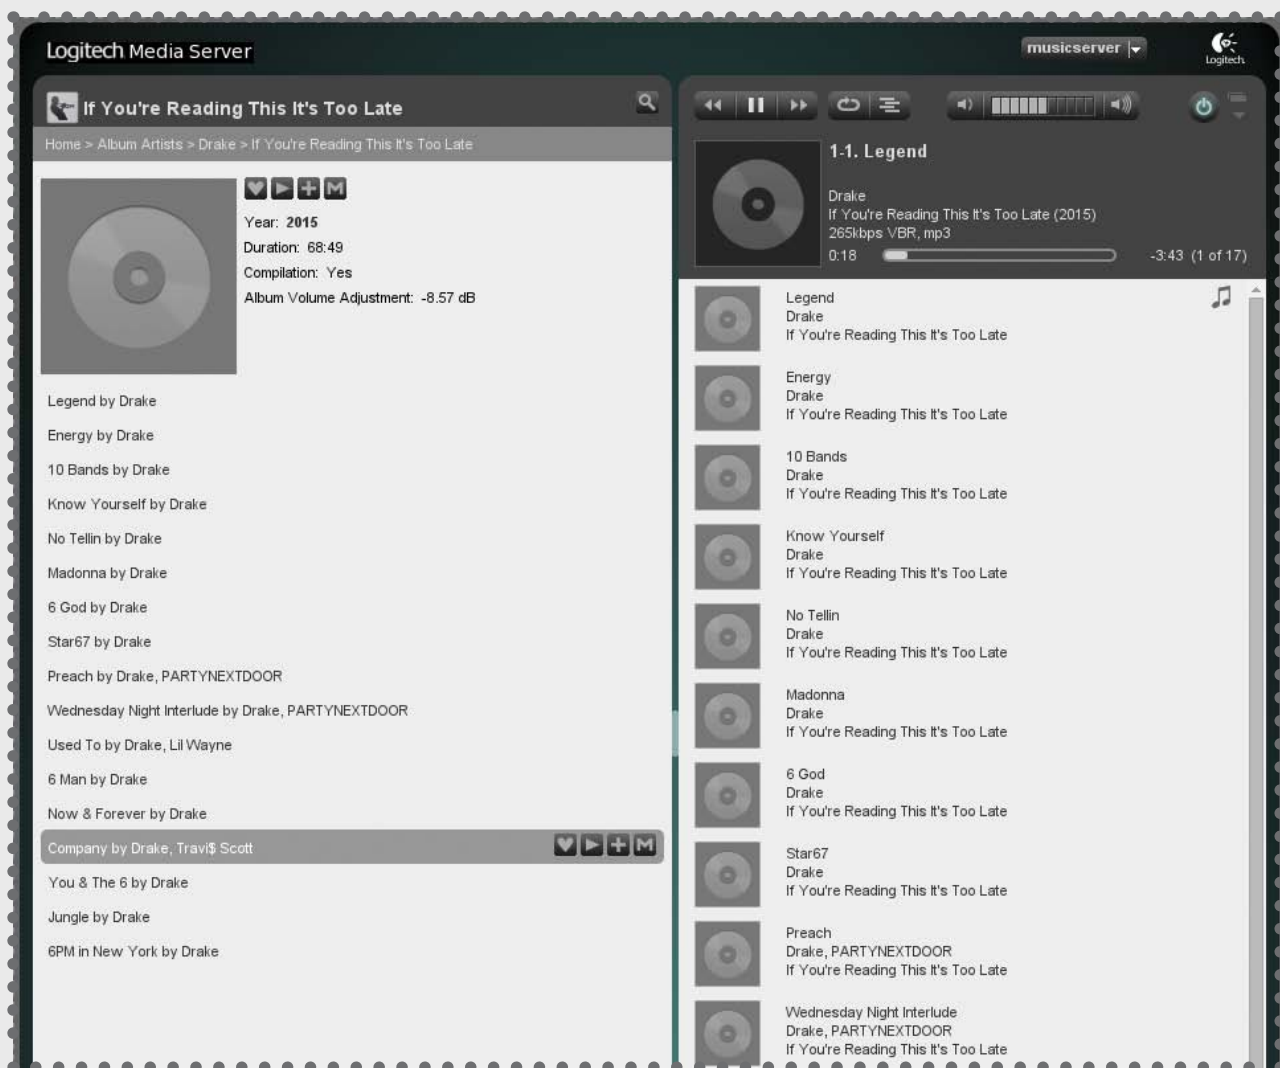 Logitech Media Server
musicserver
Logitech
If You're Reading This It's Too Late
Home > Album Artists > Drake > If You're Reading This It's Too Late
Year: 2015
Duration: 68:49
Compilation: Yes
Album Volume Adjustment: -8.57 dB
Legend by Drake
Energy by Drake
10 Bands by Drake
Know Yourself by Drake
No Tellin by Drake
Madonna by Drake
6 God by Drake
Star67 by Drake
Preach by Drake, PARTYNEXTDOOR
Wednesday Night Interlude by Drake, PARTYNEXTDOOR
Used To by Drake, Lil Wayne
6 Man by Drake
Now & Forever by Drake
Company by Drake, Travi$ Scott
M
You & The 6 by Drake
Jungle by Drake
6PM in New York by Drake
M
1-1. Legend
Drake
If You're Reading This It's Too Late (2015)
265kbps VBR, mp3
0:18
-3:43 (1 of 17)
Legend
Drake
If You're Reading This It's Too Late
Energy
Drake
If You're Reading This It's Too Late
10 Bands
Drake
If You're Reading This It's Too Late
Know Yourself
Drake
If You're Reading This It's Too Late
No Tellin
Drake
If You're Reading This It's Too Late
Madonna
Drake
If You're Reading This It's Too Late
6 God
Drake
If You're Reading This It's Too Late
Star67
Drake
If You're Reading This It's Too Late
Preach
Drake, PARTYNEXTDOOR
If You're Reading This It's Too Late
Wednesday Night Interlude
Drake, PARTYNEXTDOOR
If You're Reading This It's Too Late